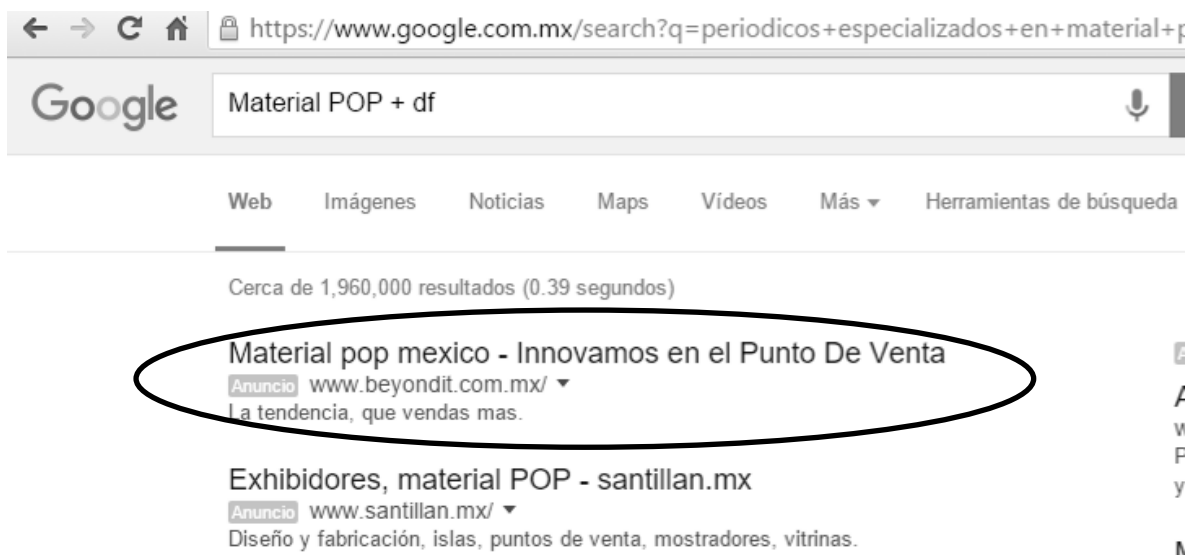 https://www.google.com.mx/search?q=periodicos+especializados+en+material+p
Google
Material POP + df
Web Imágenes Noticias Maps Vídeos Más Herramientas de búsqueda
Cerca de 1,960,000 resultados (0.39 segundos)
Material pop mexico - Innovamos en el Punto De Venta
Anuncio www.beyondit.com.mx/
La tendencia, que vendas mas.
Exhibidores, material POP - santillan.mx
Anuncio www.santillan.mx/
Diseño y fabricación, islas, puntos de venta, mostradores, vitrinas.